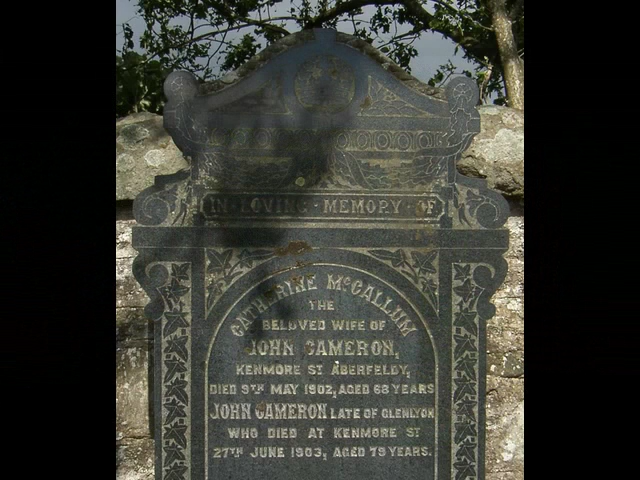 IN · LOVING · MEMORY · OF
CATHERINE McCALLUM
THE
BELOVED WIFE OF
JOHN CAMERON,
KENMORE ST ABERFELDY,
DIED 9TH MAY 1902, AGED 68 YEARS
JOHN CAMERON LATE OF GLENLYON
WHO DIED AT KENMORE ST
27TH JUNE 1903, AGED 79 YEARS.